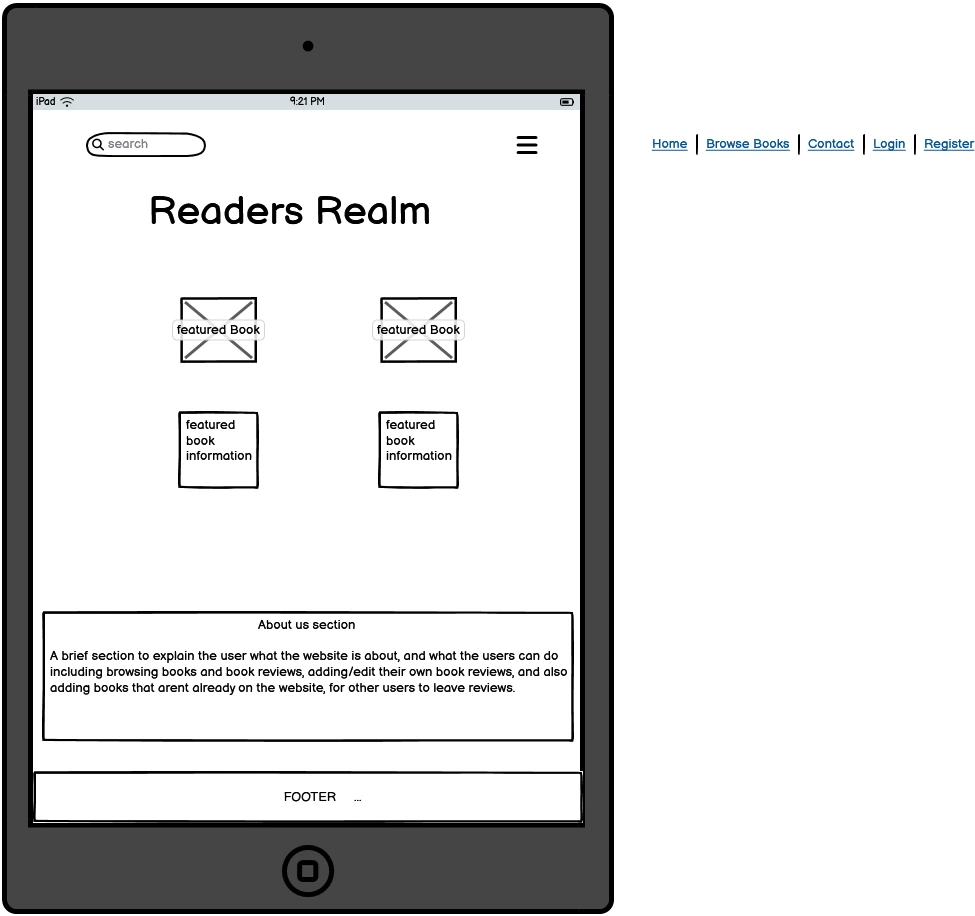 iPad 9:21 PM
search
Home Browse Books Contact Login Register
Readers Realm
featured Book featured Book
featured
book
information
featured
book
information
About us section
A brief section to explain the user what the website is about, and what the users can do
including browsing books and book reviews, adding/edit their own book reviews, and also
adding books that arent already on the website, for other users to leave reviews.
FOOTER ...